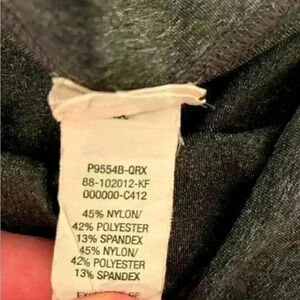 P9554B-QRX
88-102012-KF
000000-C412
45% NYLON/
42% POLYESTER
13% SPANDEX
45% NYLON/
42% POLYESTER
13% SPANDEX